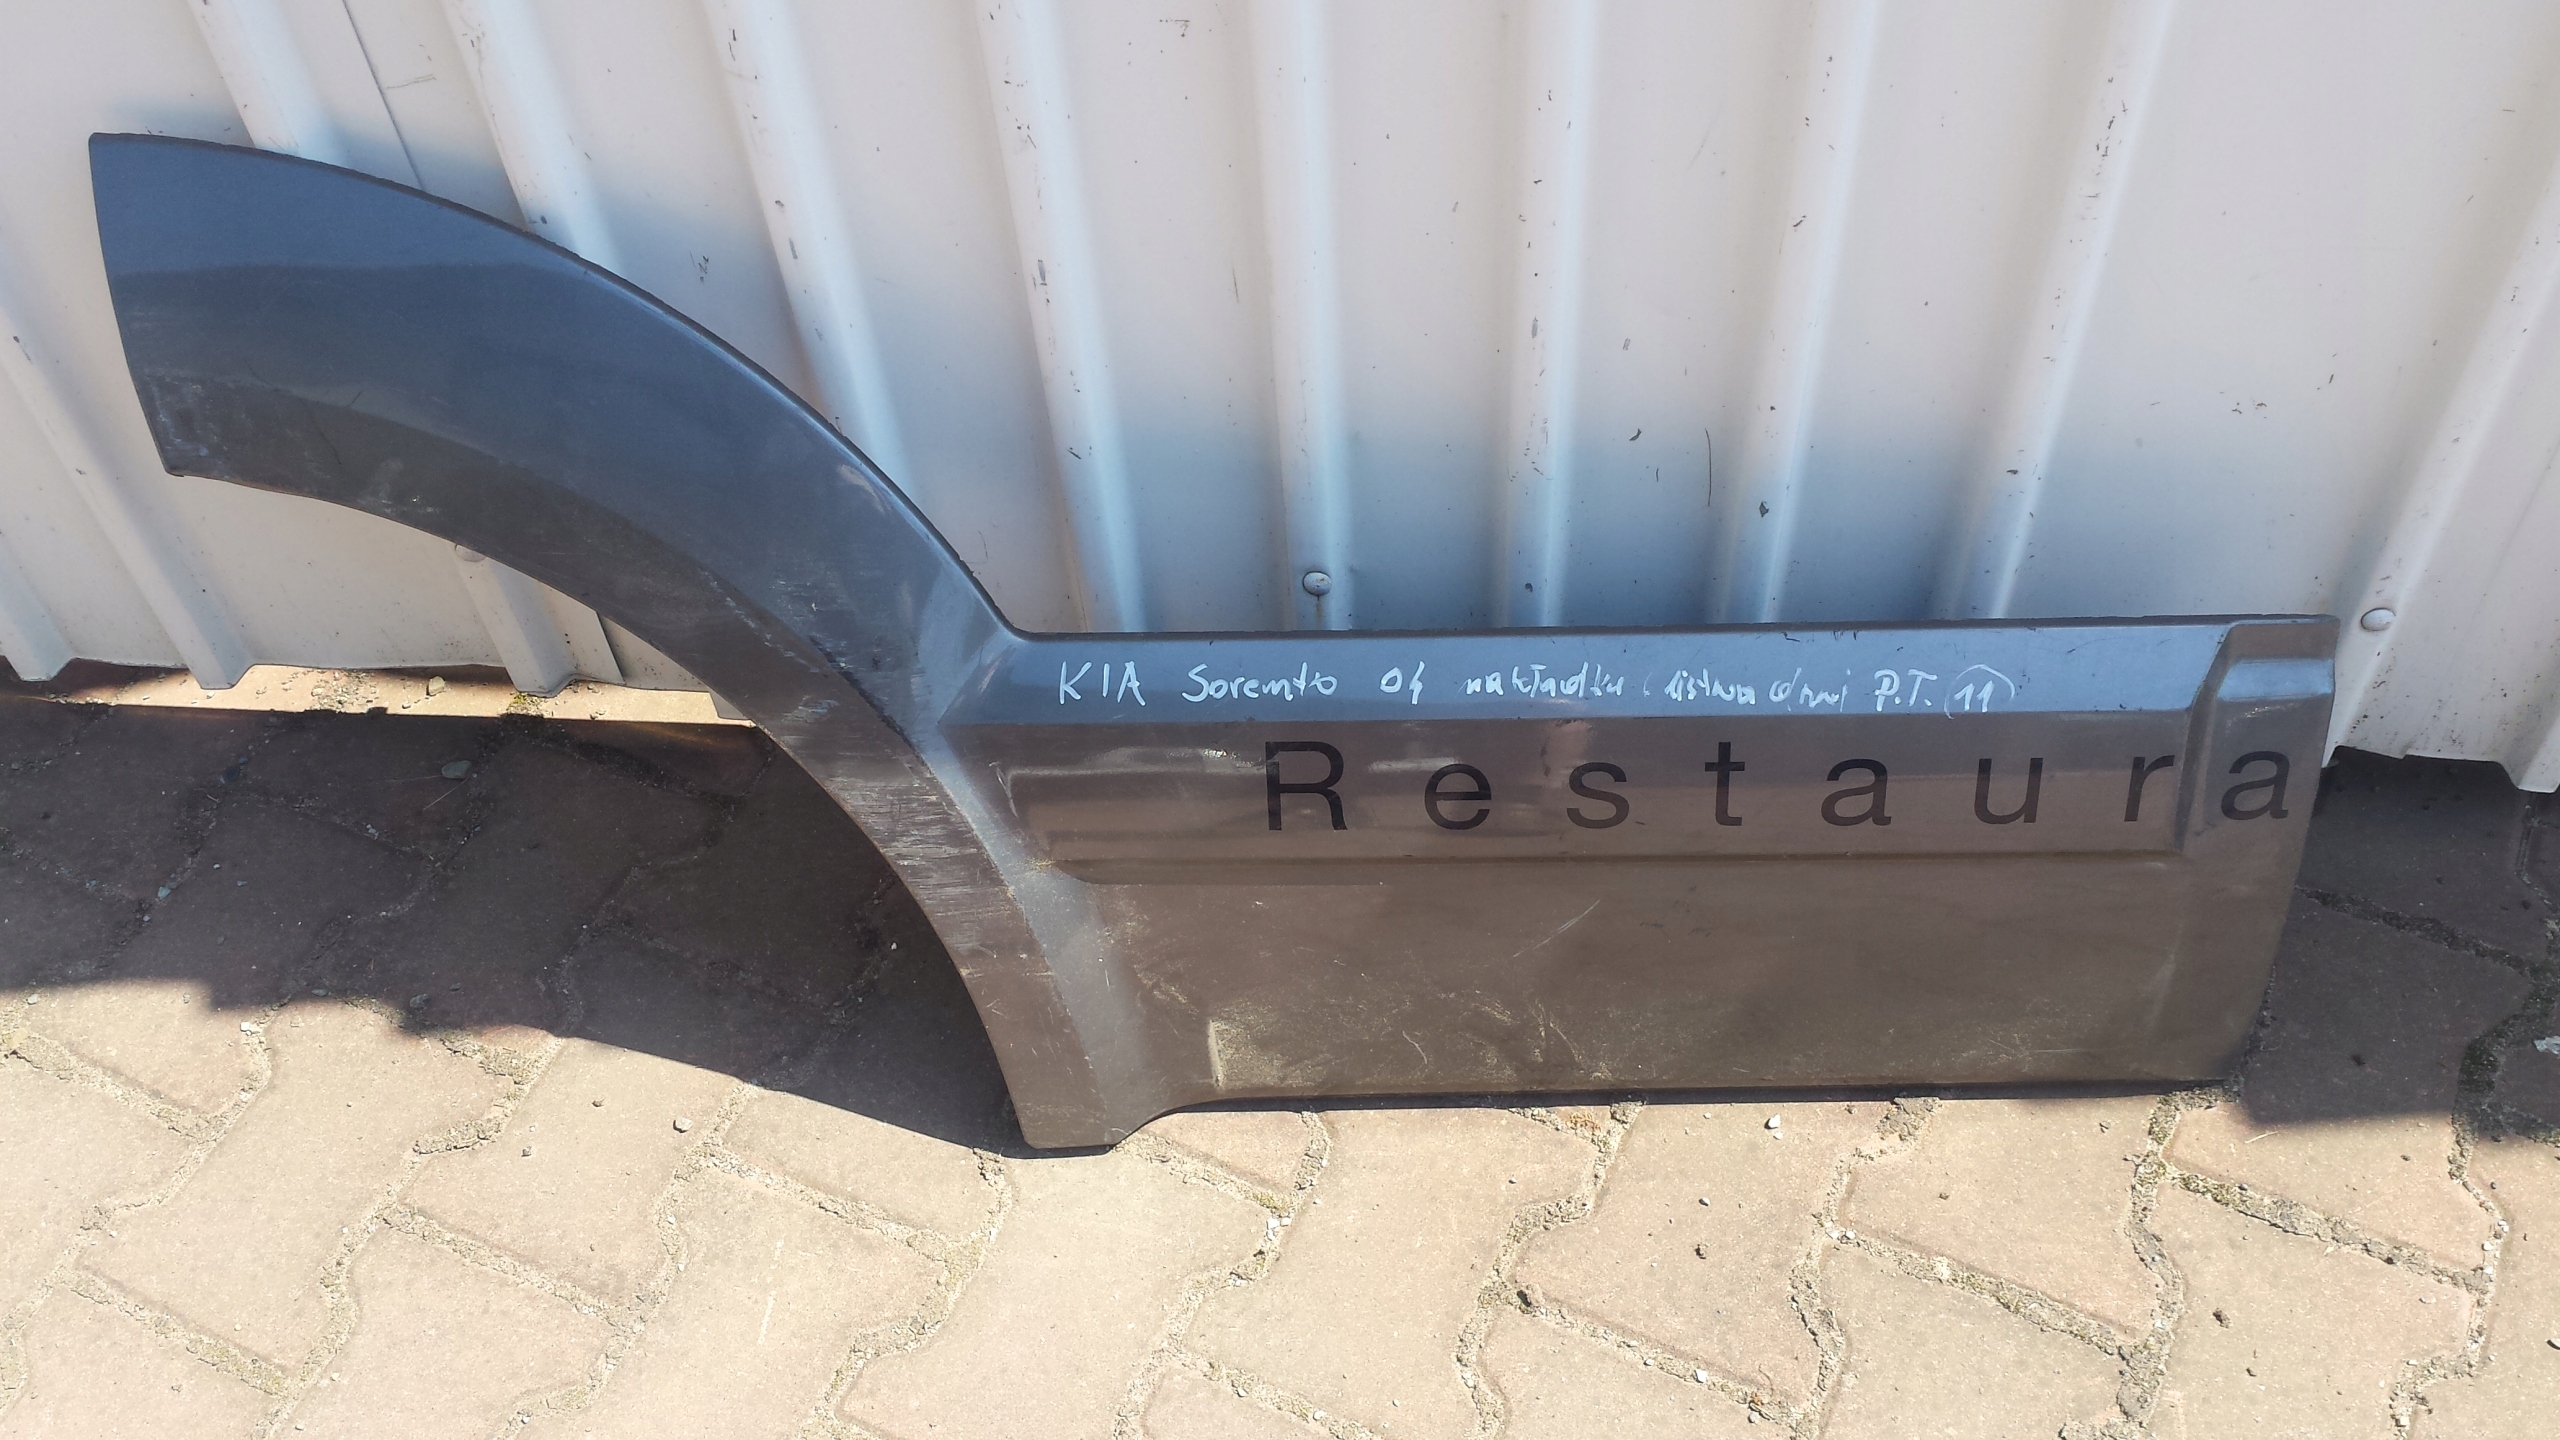 KIA Sorento 04 nakładka listwa drzwi P.T. 11
Restaura